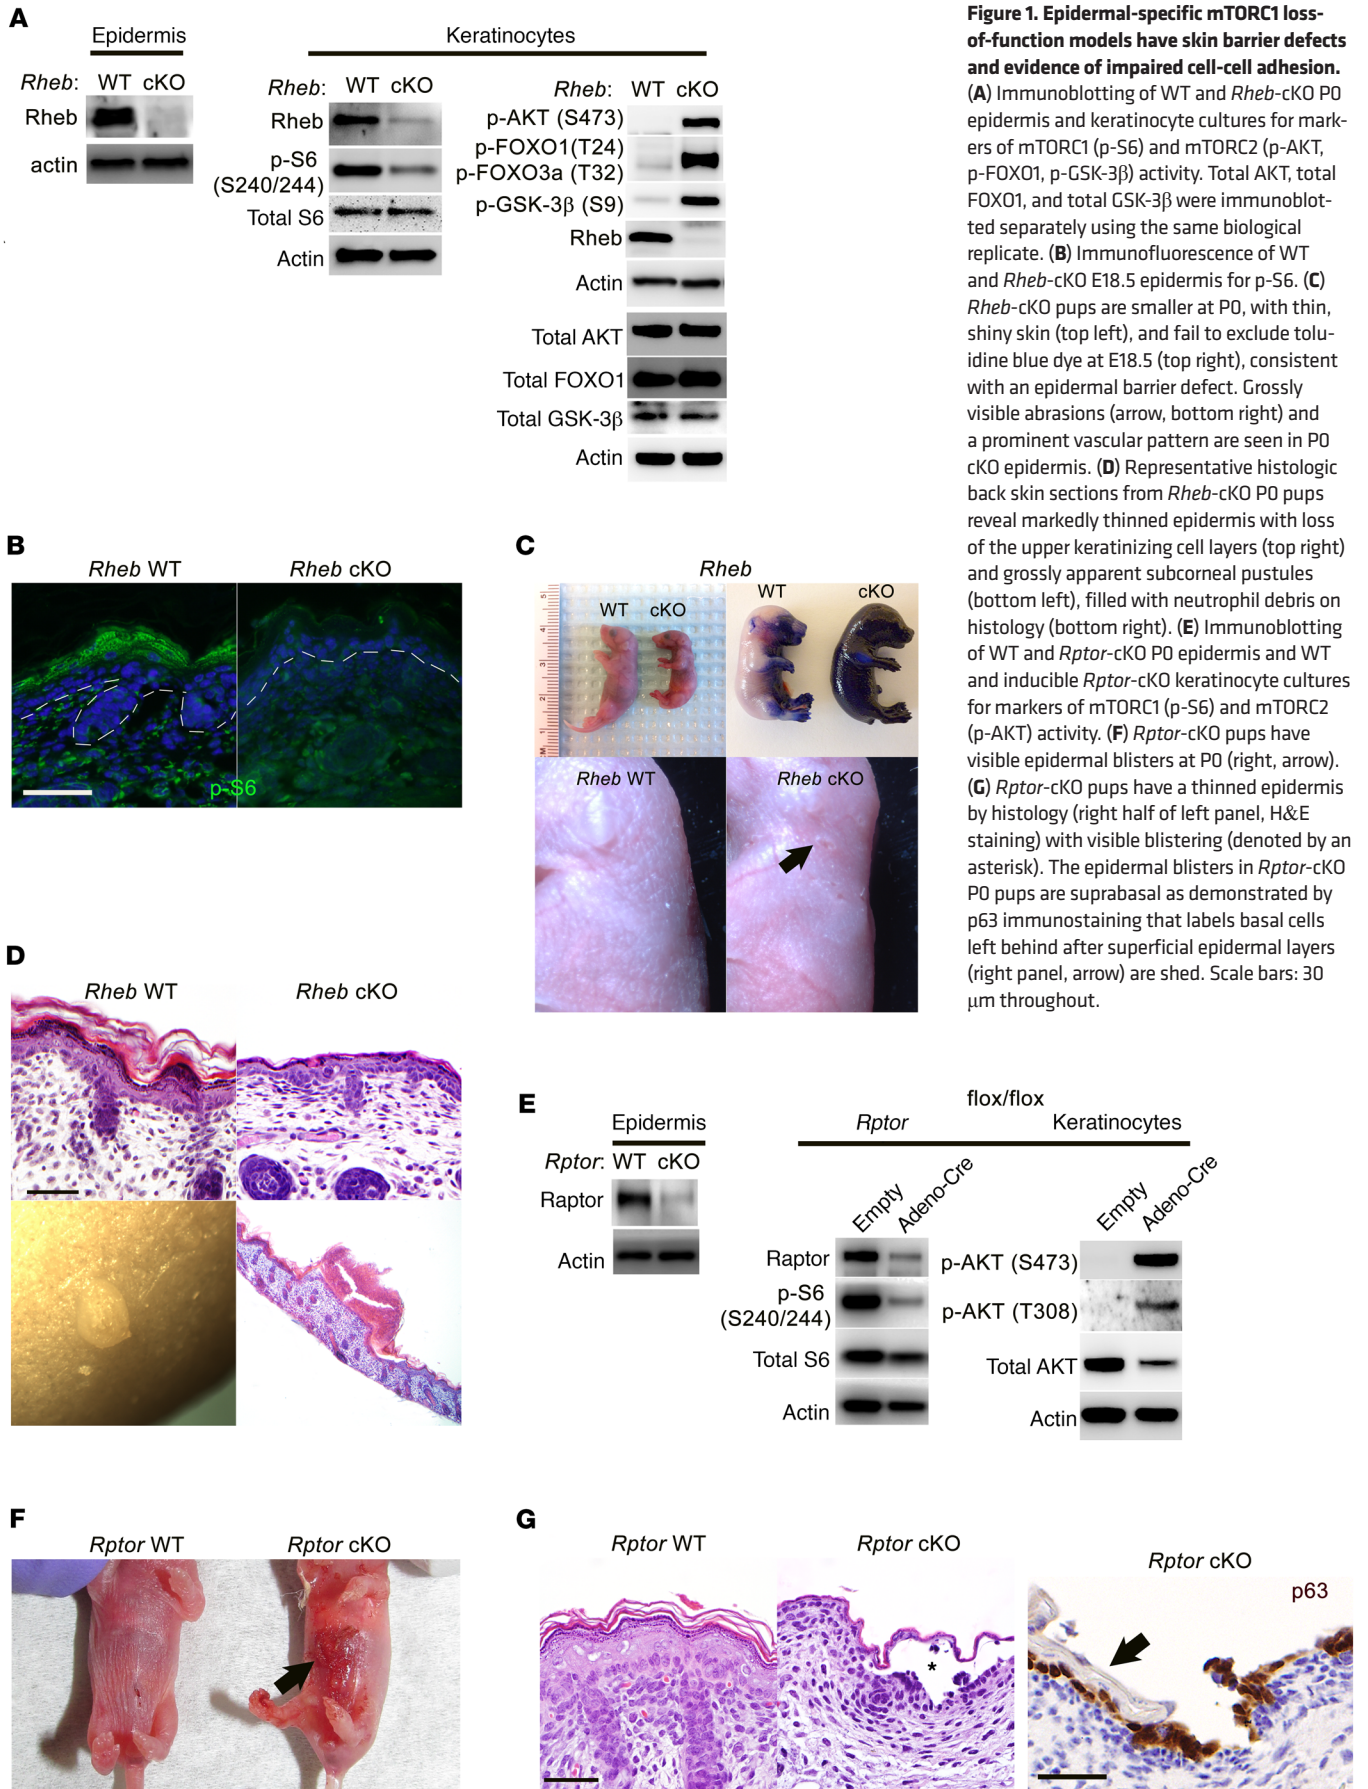 A
Epidermis
Rheb: WT cKO
Rheb
actin
Keratinocytes
Rheb: WT cKO
Rheb
p-S6
(S240/244)
Total S6
Actin
Rheb: WT cKO
p-AKT (S473)
p-FOXO1(T24)
p-FOXO3a (T32)
p-GSK-3β (S9)
Rheb
Actin
Total AKT
Total FOXO1
Total GSK-3β
Actin
Figure 1. Epidermal-specific mTORC1 loss-
of-function models have skin barrier defects
and evidence of impaired cell-cell adhesion.
(A) Immunoblotting of WT and Rheb-cKO P0
epidermis and keratinocyte cultures for mark-
ers of mTORC1 (p-S6) and mTORC2 (p-AKT,
p-FOXO1, p-GSK-3β) activity. Total AKT, total
FOXO1, and total GSK-3β were immunoblot-
ted separately using the same biological
replicate. (B) Immunofluorescence of WT
and Rheb-cKO E18.5 epidermis for p-S6. (C)
Rheb-cKO pups are smaller at P0, with thin,
shiny skin (top left), and fail to exclude tolu-
idine blue dye at E18.5 (top right), consistent
with an epidermal barrier defect. Grossly
visible abrasions (arrow, bottom right) and
a prominent vascular pattern are seen in P0
cKO epidermis. (D) Representative histologic
back skin sections from Rheb-cKO P0 pups
reveal markedly thinned epidermis with loss
of the upper keratinizing cell layers (top right)
and grossly apparent subcorneal pustules
(bottom left), filled with neutrophil debris on
histology (bottom right). (E) Immunoblotting
of WT and Rptor-cKO P0 epidermis and WT
and inducible Rptor-cKO keratinocyte cultures
for markers of mTORC1 (p-S6) and mTORC2
(p-AKT) activity. (F) Rptor-cKO pups have
visible epidermal blisters at P0 (right, arrow).
(G) Rptor-cKO pups have a thinned epidermis
by histology (right half of left panel, H&E
staining) with visible blistering (denoted by an
asterisk). The epidermal blisters in Rptor-cKO
P0 pups are suprabasal as demonstrated by
p63 immunostaining that labels basal cells
left behind after superficial epidermal layers
(right panel, arrow) are shed. Scale bars: 30
μm throughout.
B
Rheb WT
Rheb cKO
p-S6
C
Rheb
WT cKO
WT cKO
5
4
3
2
1
Rheb WT
Rheb cKO
D
Rheb WT
Rheb cKO
E
Epidermis
Rptor: WT cKO
Raptor
Actin
Rptor flox/flox Keratinocytes
Empty Adeno-Cre
Raptor
p-S6
(S240/244)
Total S6
Actin
Empty Adeno-Cre
p-AKT (S473)
p-AKT (T308)
Total AKT
Actin
F
Rptor WT
Rptor cKO
G
Rptor WT
Rptor cKO
*
Rptor cKO
p63